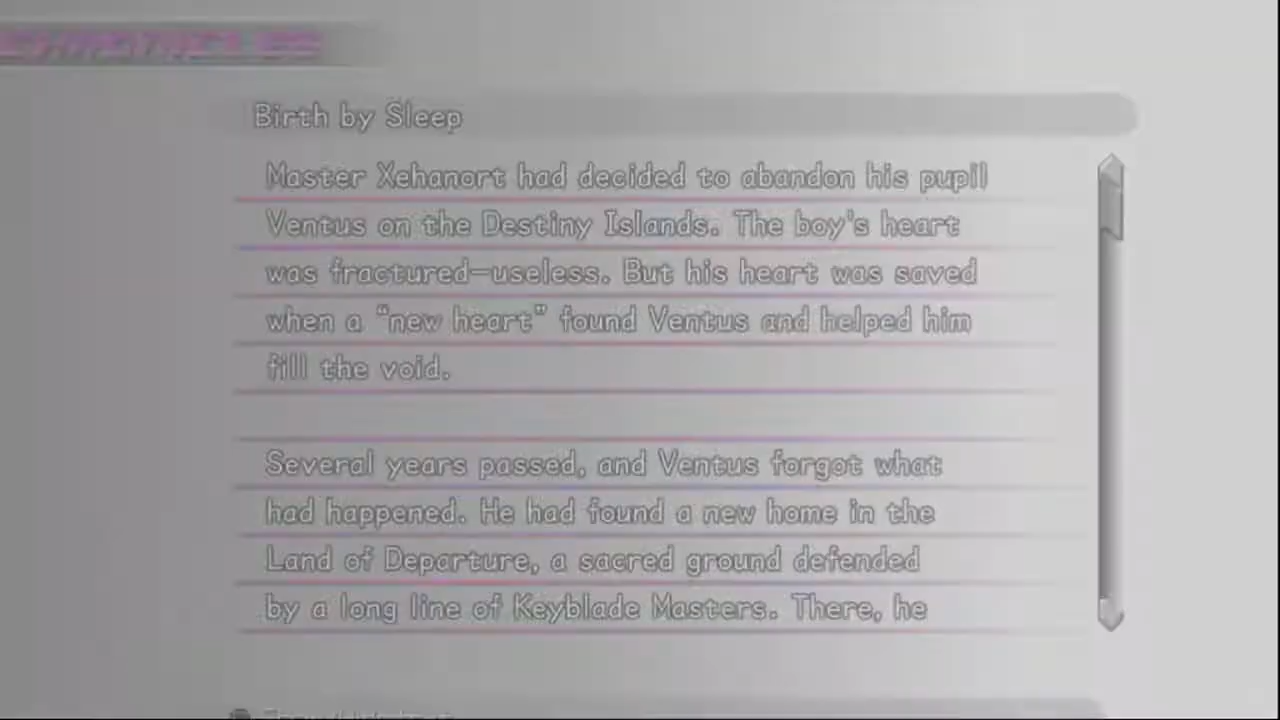 CHRONICLES
Birth by Sleep
Master Xehanort had decided to abandon his pupil
Ventus on the Destiny Islands. The boy's heart
was fractured—useless. But his heart was saved
when a “new heart” found Ventus and helped him
fill the void.
Several years passed, and Ventus forgot what
had happened. He had found a new home in the
Land of Departure, a sacred ground defended
by a long line of Keyblade Masters. There, he